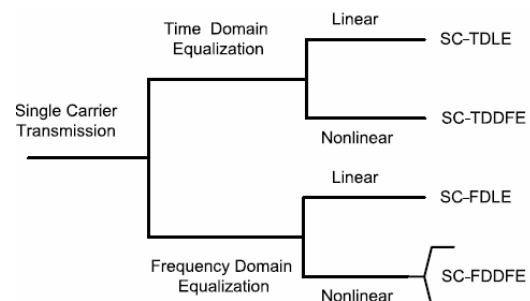 Linear
Time Domain
Equalization
SC-TDLE
Single Carrier
Transmission
SC-TDDFE
Nonlinear
Linear
SC-FDLE
Frequency Domain
Equalization
SC-FDDFE
Nonlinear